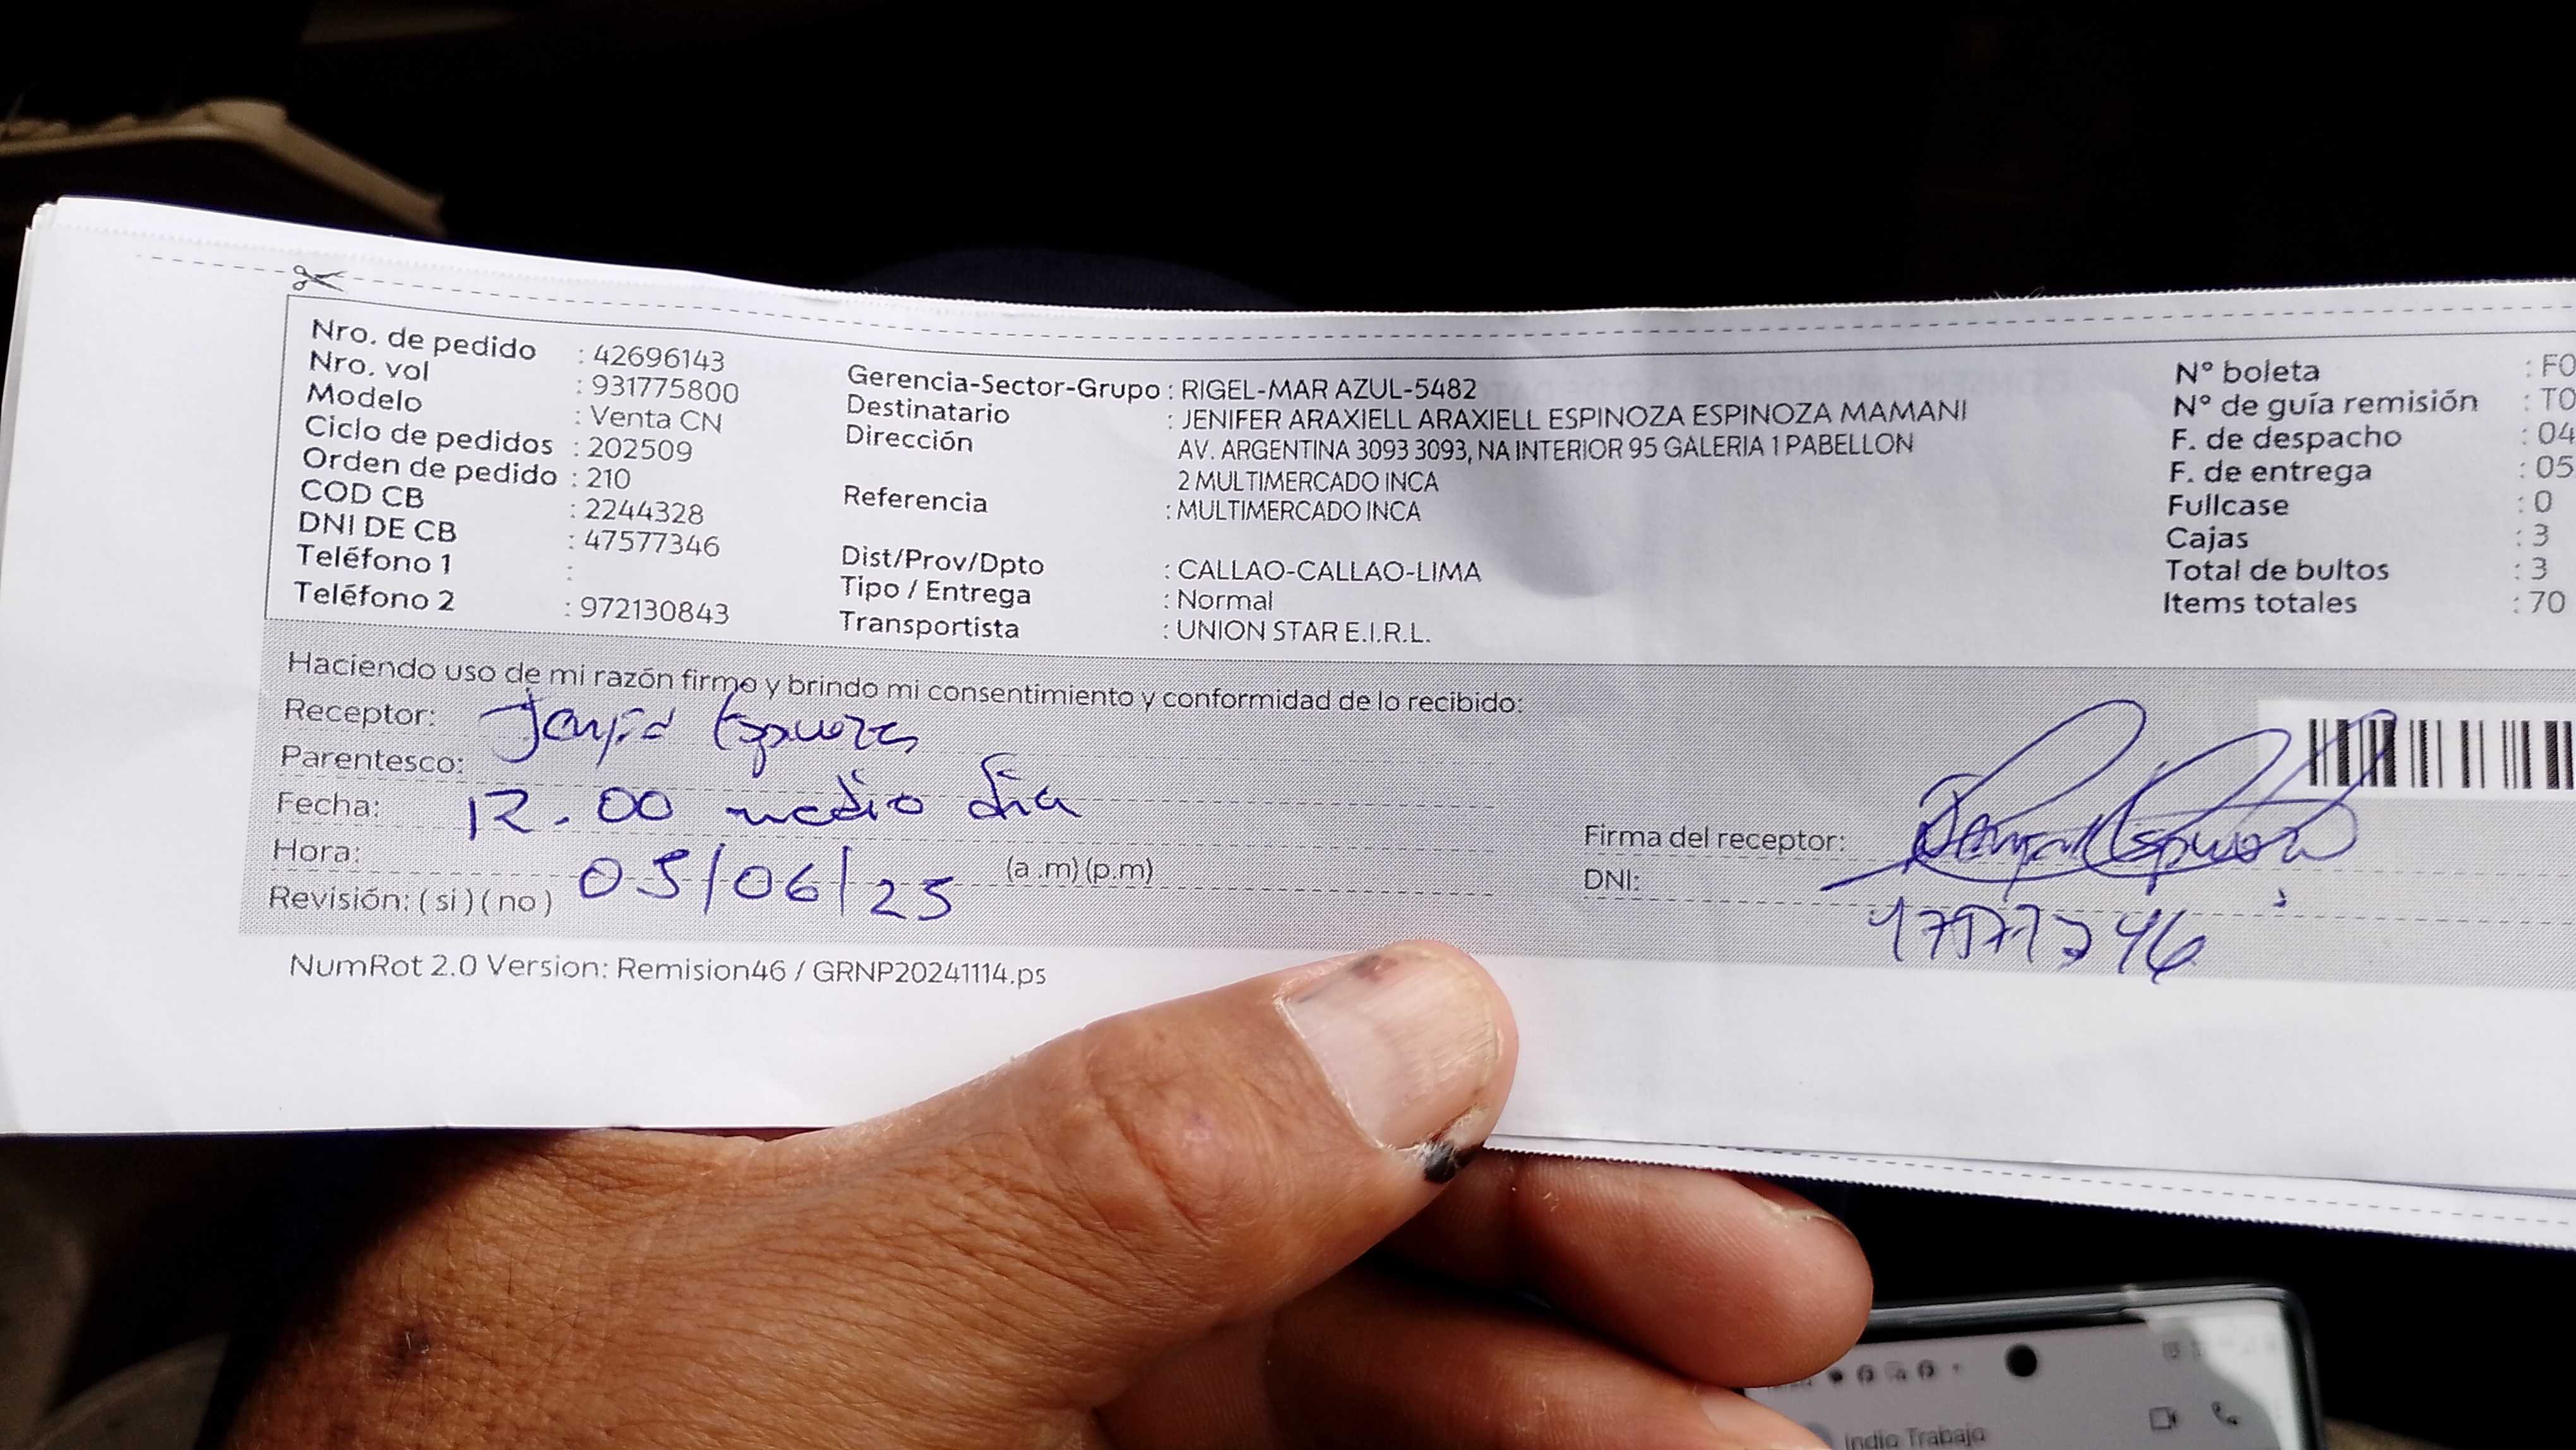 Nro. de pedido : 42696143
Nro. vol : 931775800
Modelo : Venta CN
Ciclo de pedidos : 202509
Orden de pedido : 210
COD CB : 2244328
DNI DE CB : 47577346
Teléfono 1 :
Teléfono 2 : 972130843
Gerencia-Sector-Grupo : RIGEL-MAR AZUL-5482
Destinatario : JENIFER ARAXIELL ARAXIELL ESPINOZA ESPINOZA MAMANI
Dirección AV. ARGENTINA 3093 3093, NA INTERIOR 95 GALERIA 1 PABELLON
2 MULTIMERCADO INCA
Referencia : MULTIMERCADO INCA
Dist/Prov/Dpto : CALLAO-CALLAO-LIMA
Tipo / Entrega : Normal
Transportista : UNION STAR E.I.R.L.
N° boleta : F0
N° de guía remisión : T0
F. de despacho : 04
F. de entrega : 05
Fullcase : 0
Cajas : 3
Total de bultos : 3
Items totales : 70
Haciendo uso de mi razón firmo y brindo mi consentimiento y conformidad de lo recibido:
Receptor:
Parentesco:
Fecha: 12.00 medio dia
Hora: (a .m) (p.m)
Revisión: ( si ) ( no ) 05/06/25
Firma del receptor:
DNI:
NumRot 2.0 Version: Remision46 / GRNP20241114.ps
Indio Trabajo